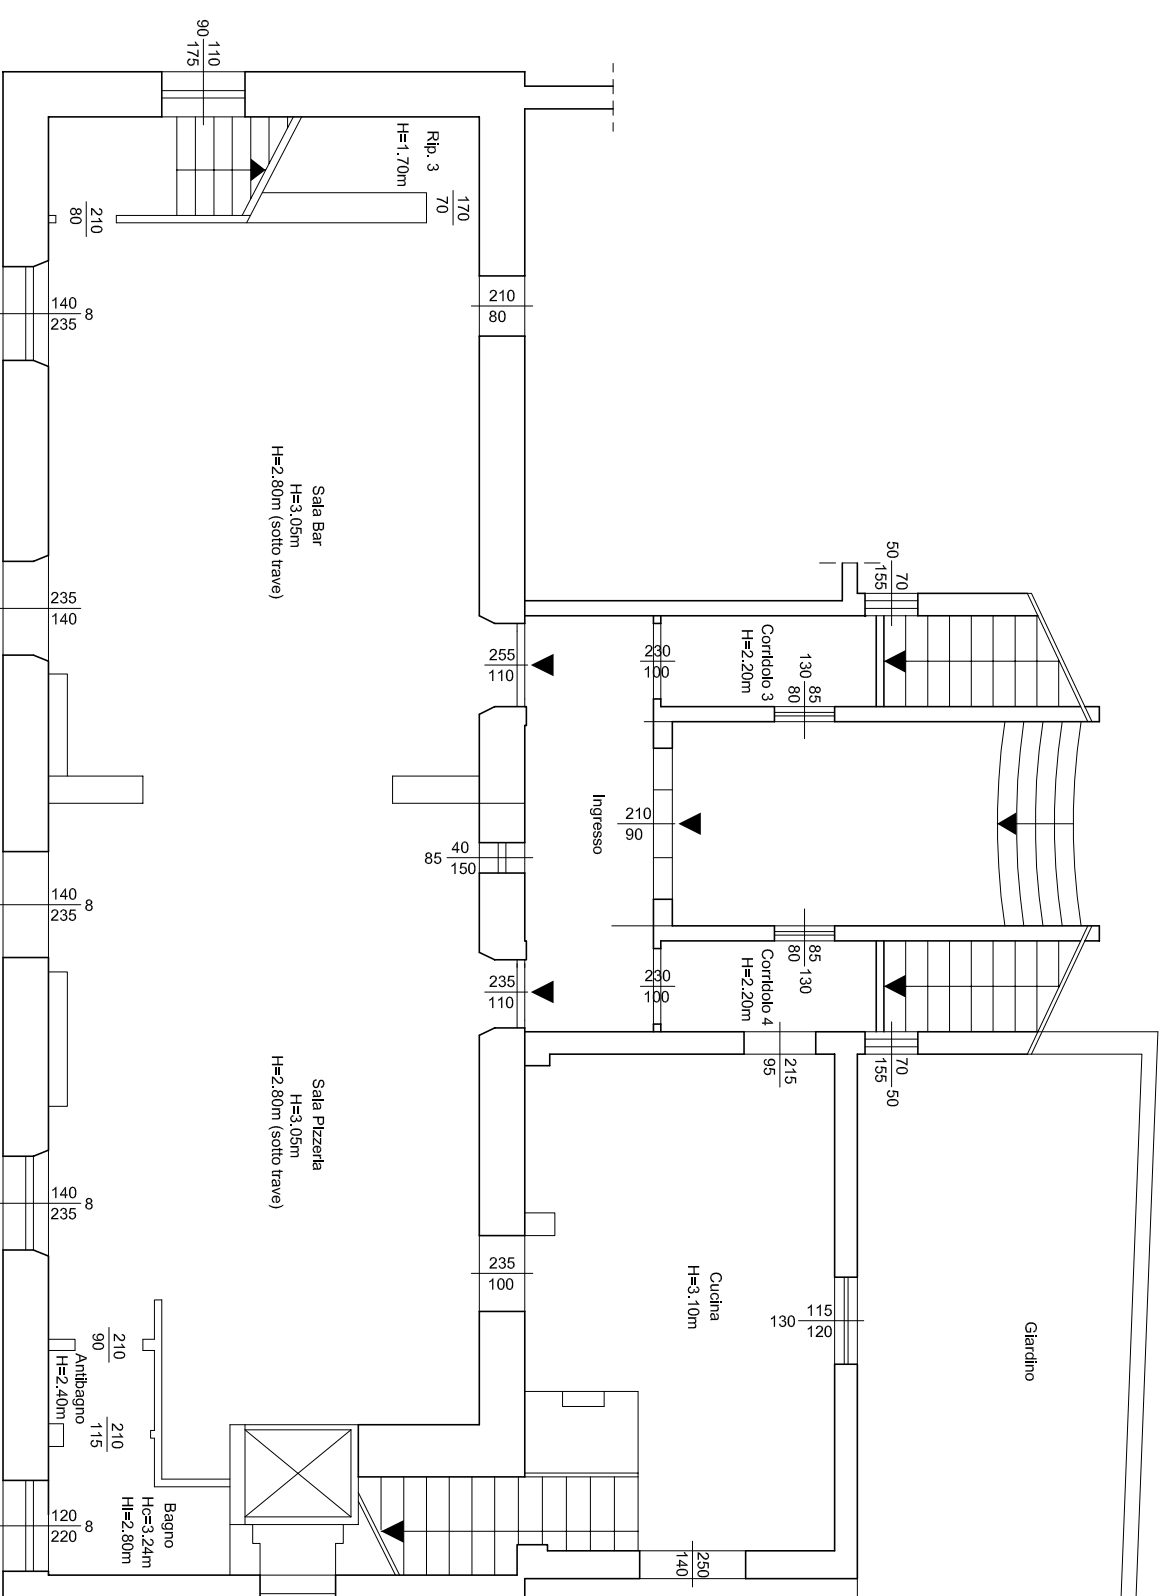 90
110
175
Rip. 3
H=1.70m
170
70
210
80
140
235
8
210
80
Sala Bar
H=3.05m
H=2.80m (sotto trave)
235
140
255
110
50
70
155
Corridoio 3
H=2.20m
230
100
130
85
80
Ingresso
210
90
85
40
150
140
235
8
235
110
230
100
Corridoio 4
H=2.20m
85
80
130
70
155
50
215
95
Sala Pizzeria
H=3.05m
H=2.80m (sotto trave)
140
235
8
235
100
Cucina
H=3.10m
130
115
120
Giardino
210
90
Antibagno
H=2.40m
210
115
Bagno
Hc=3.24m
Hi=2.80m
120
220
8
250
140